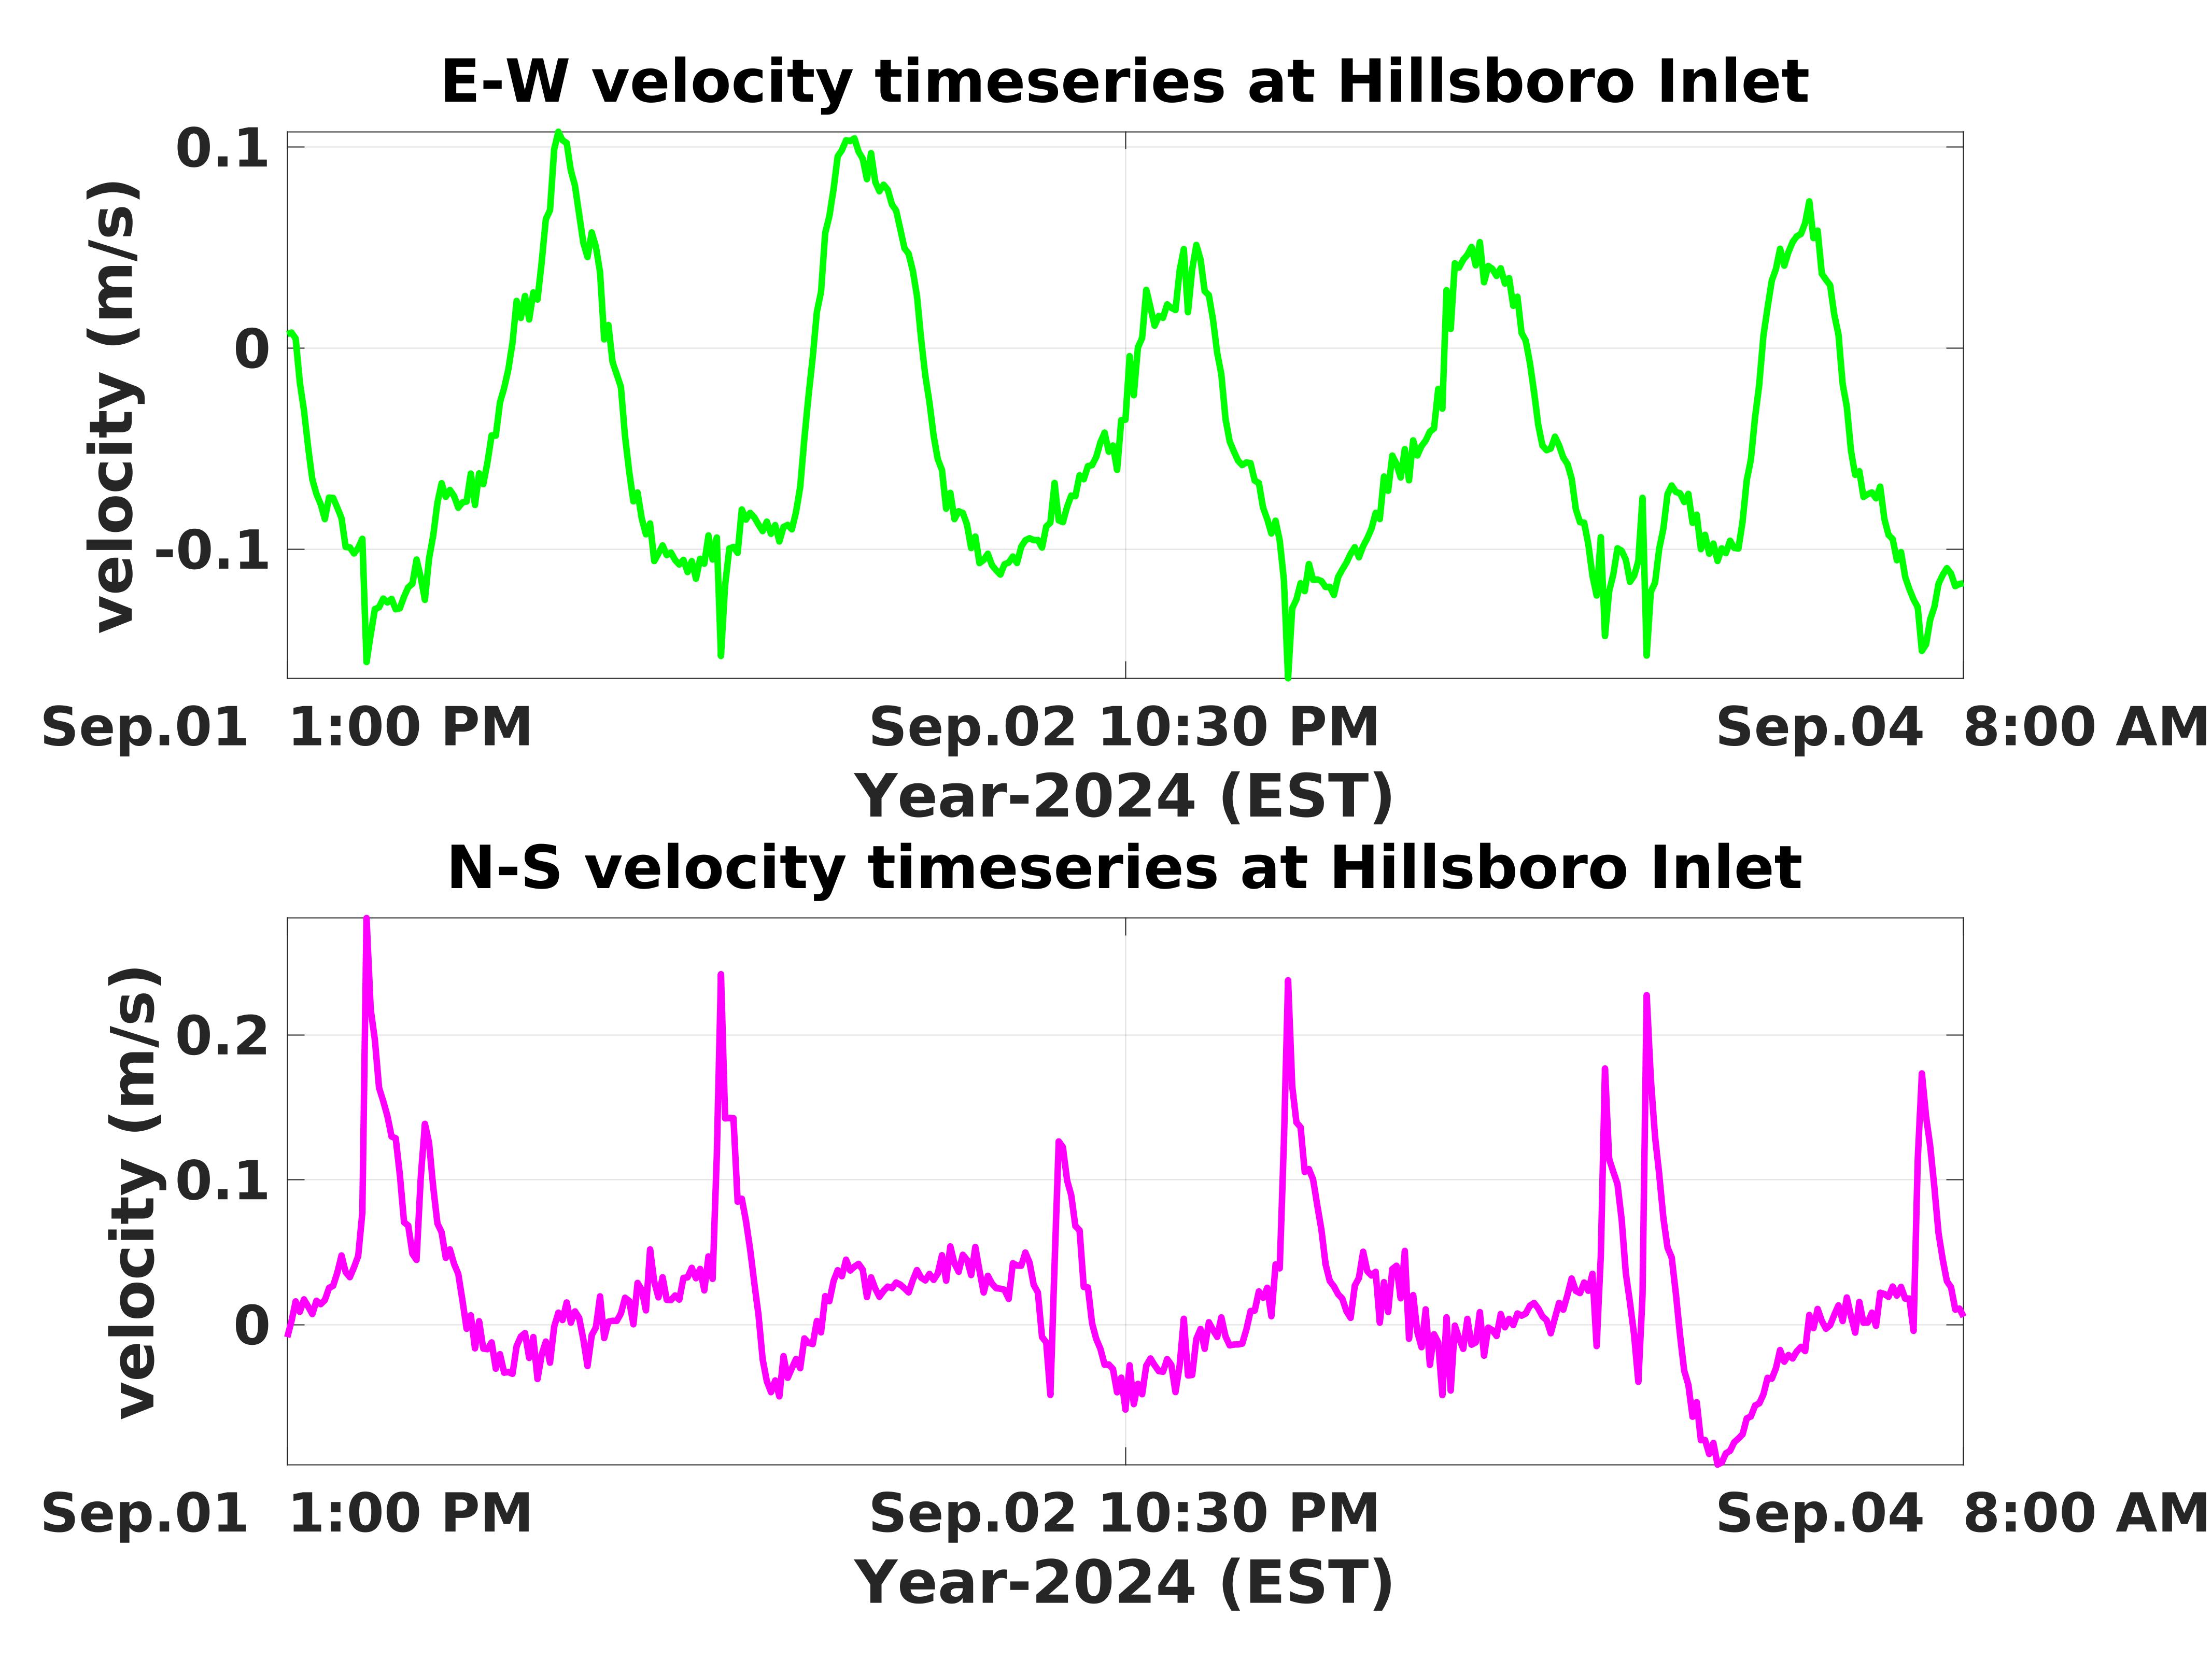 E-W velocity timeseries at Hillsboro Inlet
velocity (m/s)
0.1
0
-0.1
Sep.01 1:00 PM Sep.02 10:30 PM Sep.04 8:00 AM
Year-2024 (EST)
N-S velocity timeseries at Hillsboro Inlet
velocity (m/s)
0.2
0.1
0
Sep.01 1:00 PM Sep.02 10:30 PM Sep.04 8:00 AM
Year-2024 (EST)